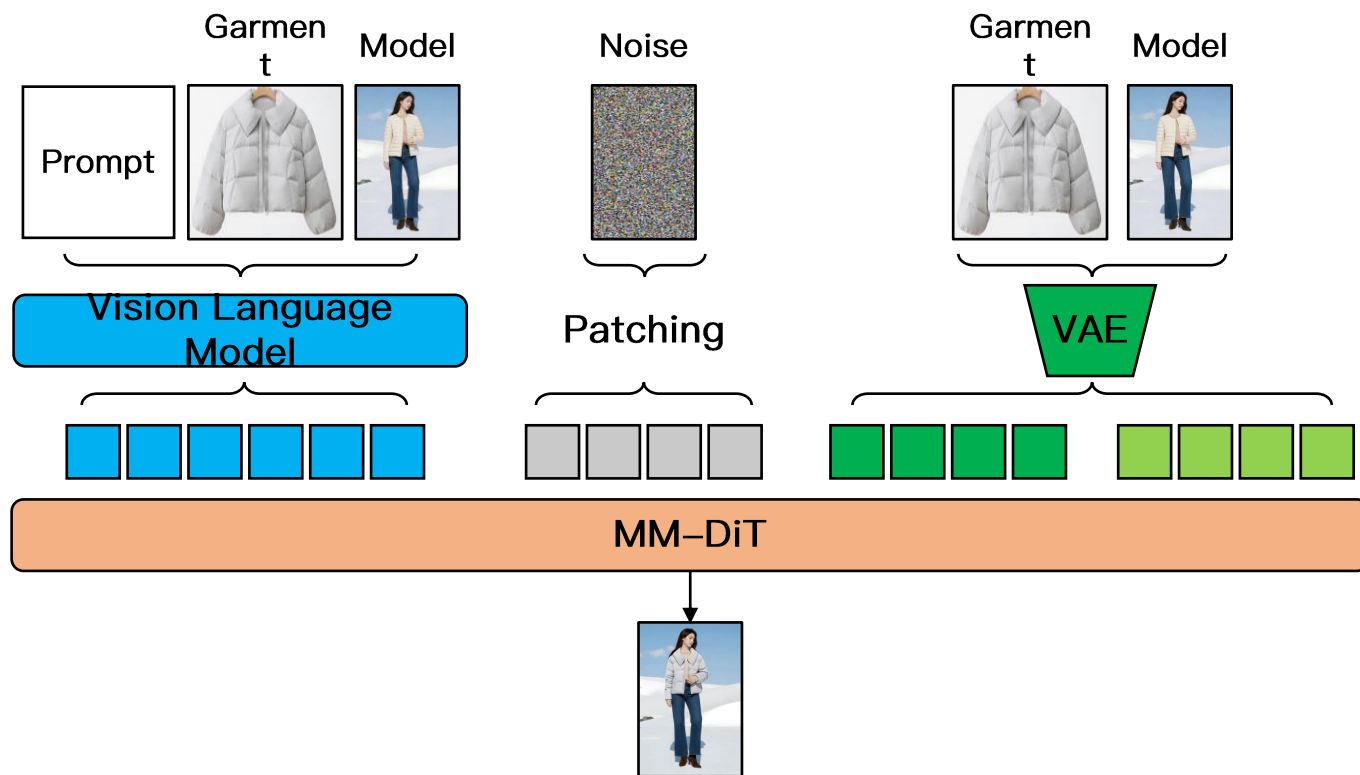 Garmen
t
Model
Noise
Garmen
t
Model
Prompt
Vision Language
Model
Patching
VAE
MM–DiT